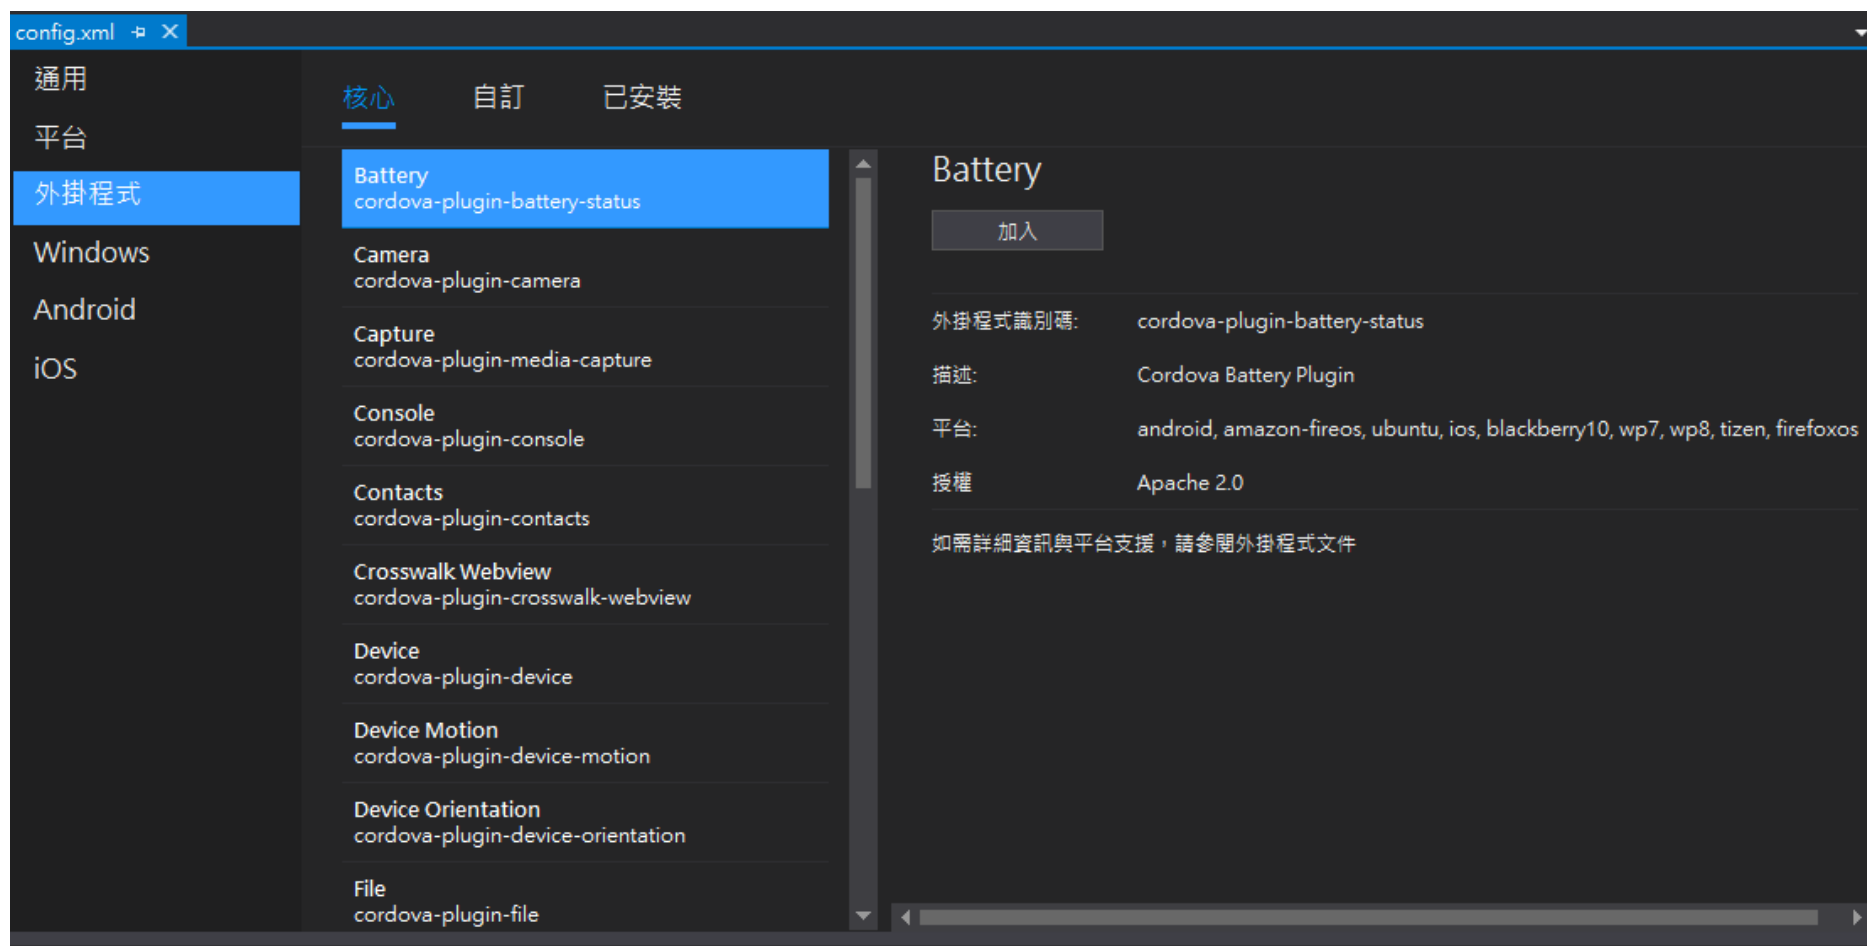 config.xml
通用
平台
外掛程式
Windows
Android
iOS
核心 自訂 已安裝
Battery
cordova-plugin-battery-status
Camera
cordova-plugin-camera
Capture
cordova-plugin-media-capture
Console
cordova-plugin-console
Contacts
cordova-plugin-contacts
Crosswalk Webview
cordova-plugin-crosswalk-webview
Device
cordova-plugin-device
Device Motion
cordova-plugin-device-motion
Device Orientation
cordova-plugin-device-orientation
File
cordova-plugin-file
Battery
加入
外掛程式識別碼: cordova-plugin-battery-status
描述: Cordova Battery Plugin
平台: android, amazon-fireos, ubuntu, ios, blackberry10, wp7, wp8, tizen, firefoxos
授權 Apache 2.0
如需詳細資訊與平台支援，請參閱外掛程式文件